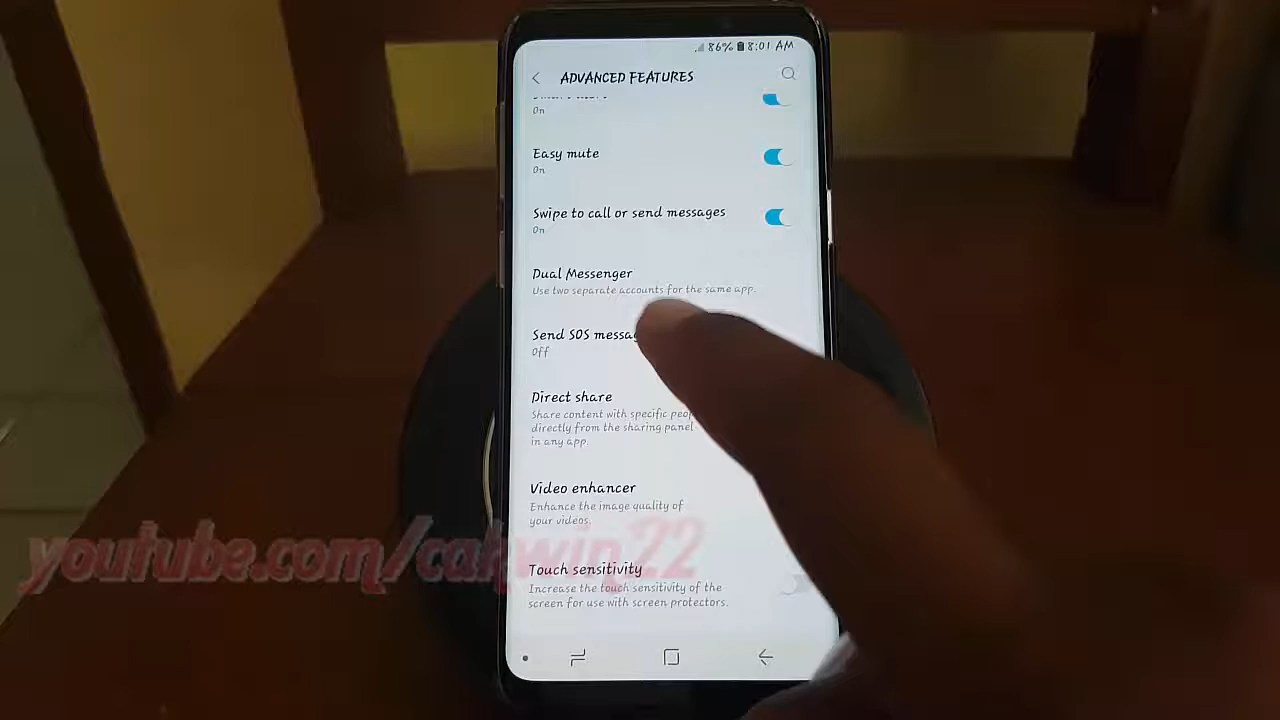 86% 8:01 AM
ADVANCED FEATURES
On
Easy mute
On
Swipe to call or send messages
On
Dual Messenger
Use two separate accounts for the same app.
Send SOS messag
Off
Direct share
Share content with specific peop
directly from the sharing panel
in any app.
Video enhancer
Enhance the image quality of
your videos.
youtube.com/cahwin22
Touch sensitivity
Increase the touch sensitivity of the
screen for use with screen protectors.